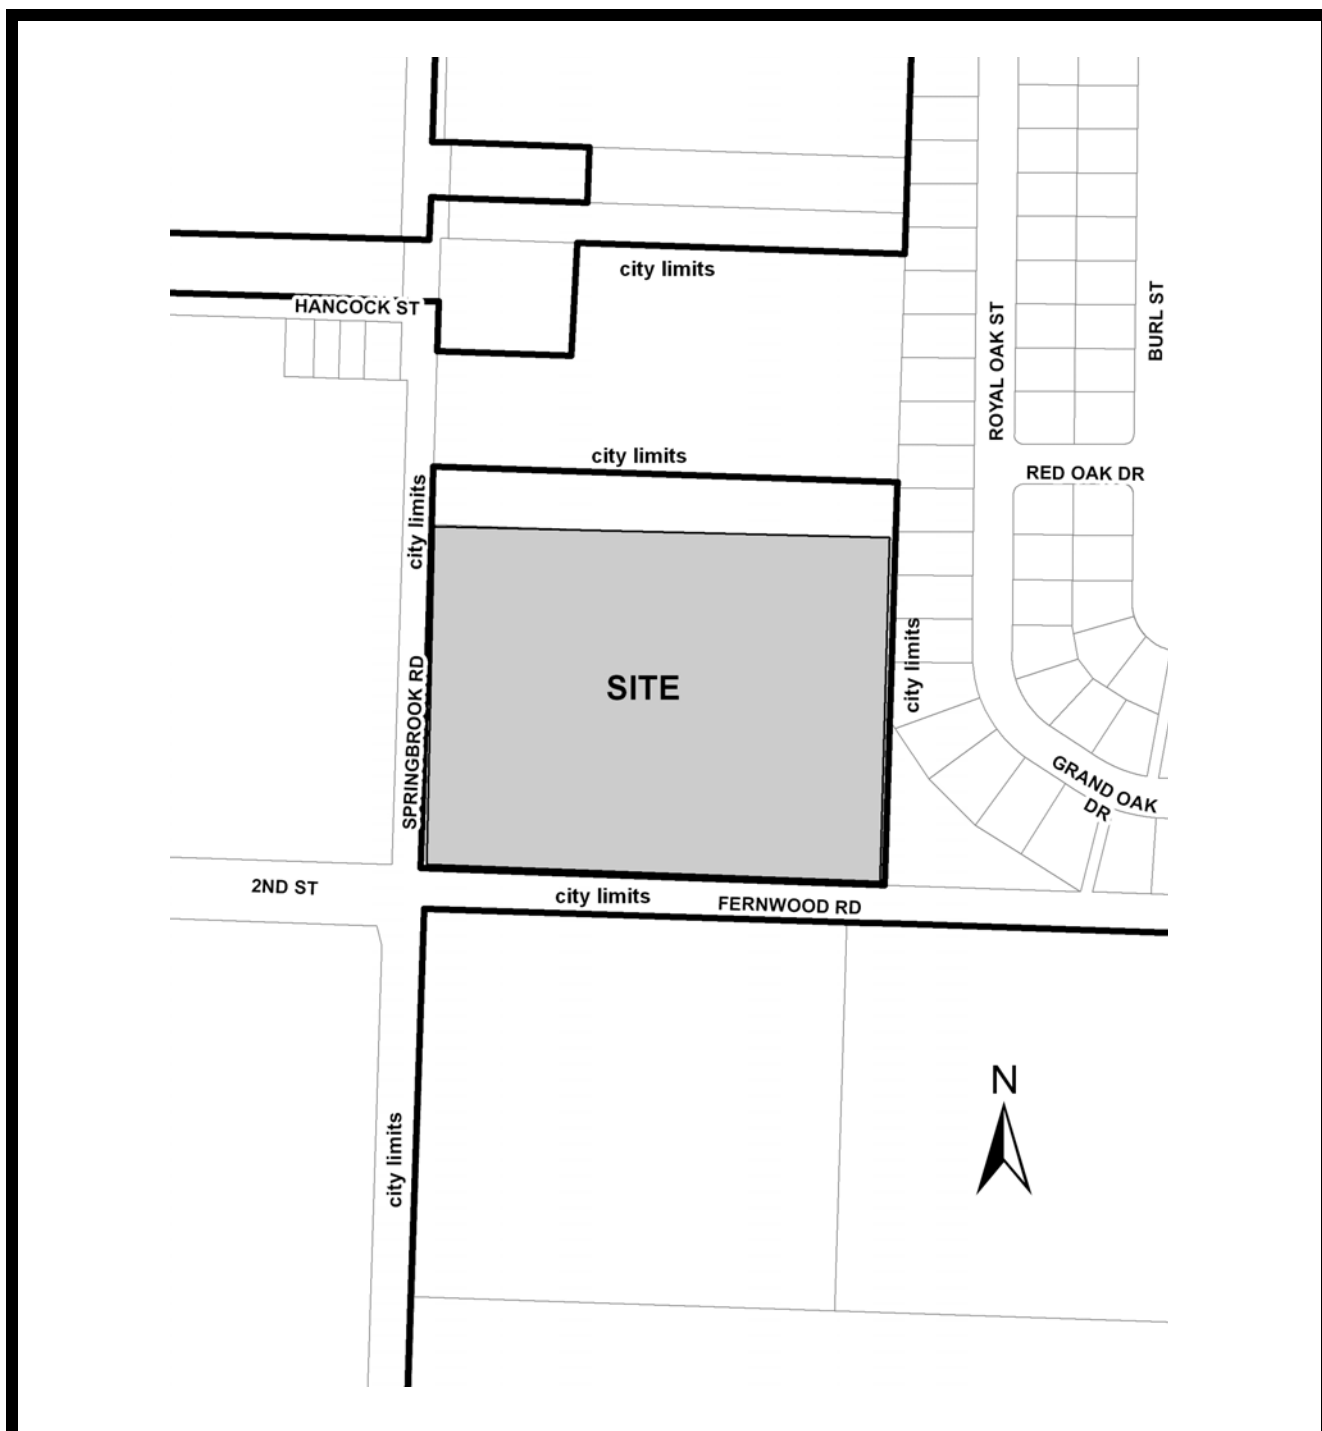 city limits
HANCOCK ST
ROYAL OAK ST
BURL ST
city limits
RED OAK DR
city limits
city limits
SITE
SPRINGBROOK RD
GRAND OAK
DR
2ND ST
city limits
FERNWOOD RD
N
city limits